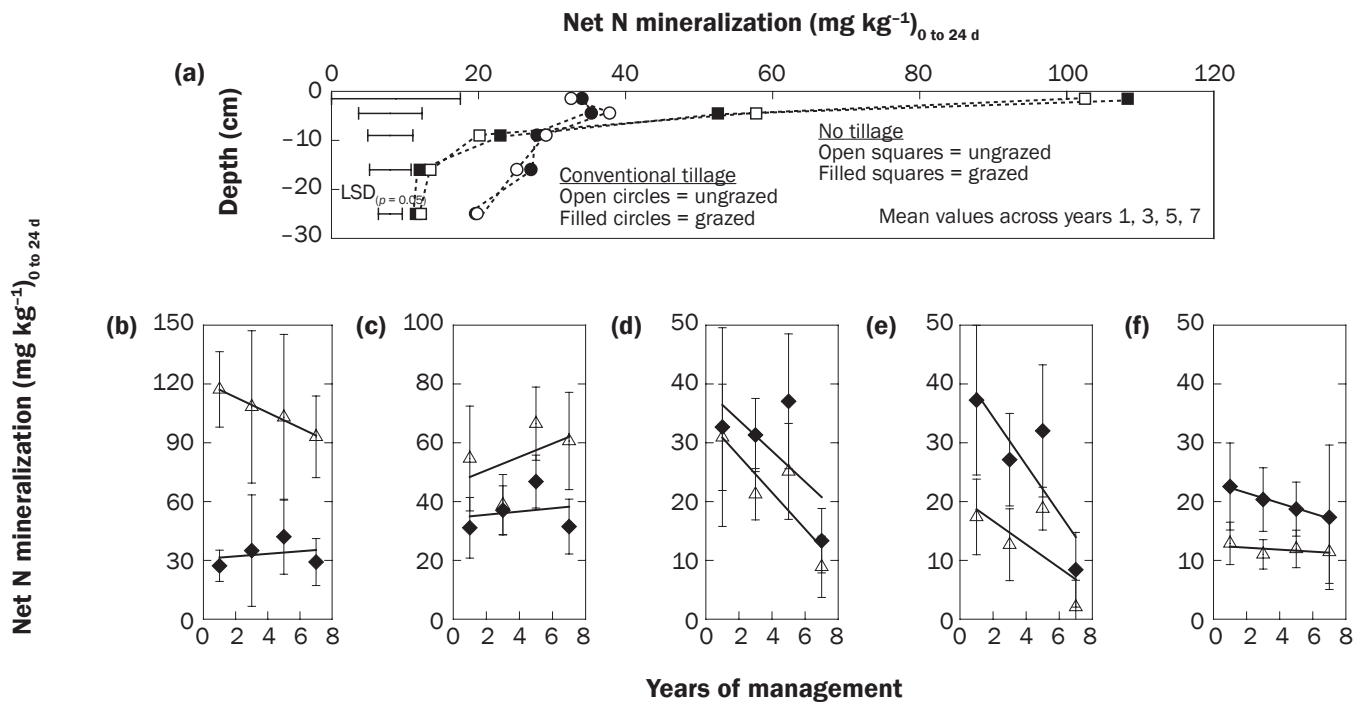 Net N mineralization (mg kg⁻¹)0 to 24 d
(a)
0 20 40 60 80 100 120
Depth (cm)
0
–10
–20
–30
LSD(p = 0.05)
Conventional tillage
Open circles = ungrazed
Filled circles = grazed
No tillage
Open squares = ungrazed
Filled squares = grazed
Mean values across years 1, 3, 5, 7
Net N mineralization (mg kg⁻¹)0 to 24 d
(b)
150
120
90
60
30
0
0 2 4 6 8
(c)
100
80
60
40
20
0
0 2 4 6 8
(d)
50
40
30
20
10
0
0 2 4 6 8
(e)
50
40
30
20
10
0
0 2 4 6 8
(f)
50
40
30
20
10
0
0 2 4 6 8
Years of management